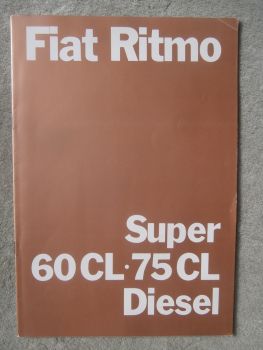 Fiat Ritmo
Super
60 CL·75 CL
Diesel